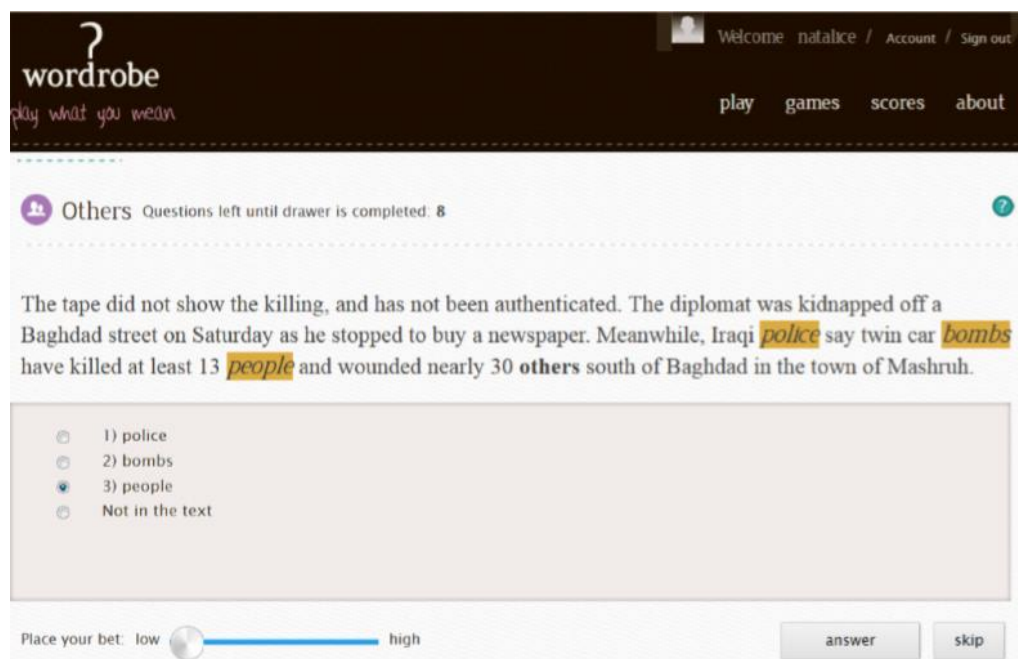 ?
wordrobe
play what you mean
Welcome natalice / Account / Sign out
play games scores about
Others Questions left until drawer is completed: 8
?
The tape did not show the killing, and has not been authenticated. The diplomat was kidnapped off a
Baghdad street on Saturday as he stopped to buy a newspaper. Meanwhile, Iraqi police say twin car bombs
have killed at least 13 people and wounded nearly 30 others south of Baghdad in the town of Mashruh.
1) police
2) bombs
3) people
Not in the text
Place your bet: low high
answer skip